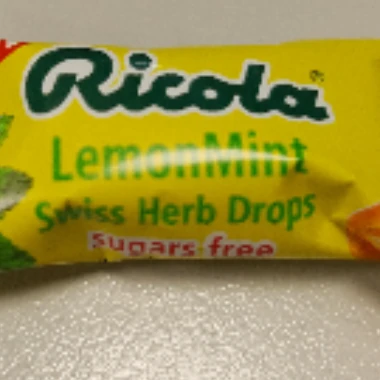 Ricola®
LemonMint
Swiss Herb Drops
sugars free